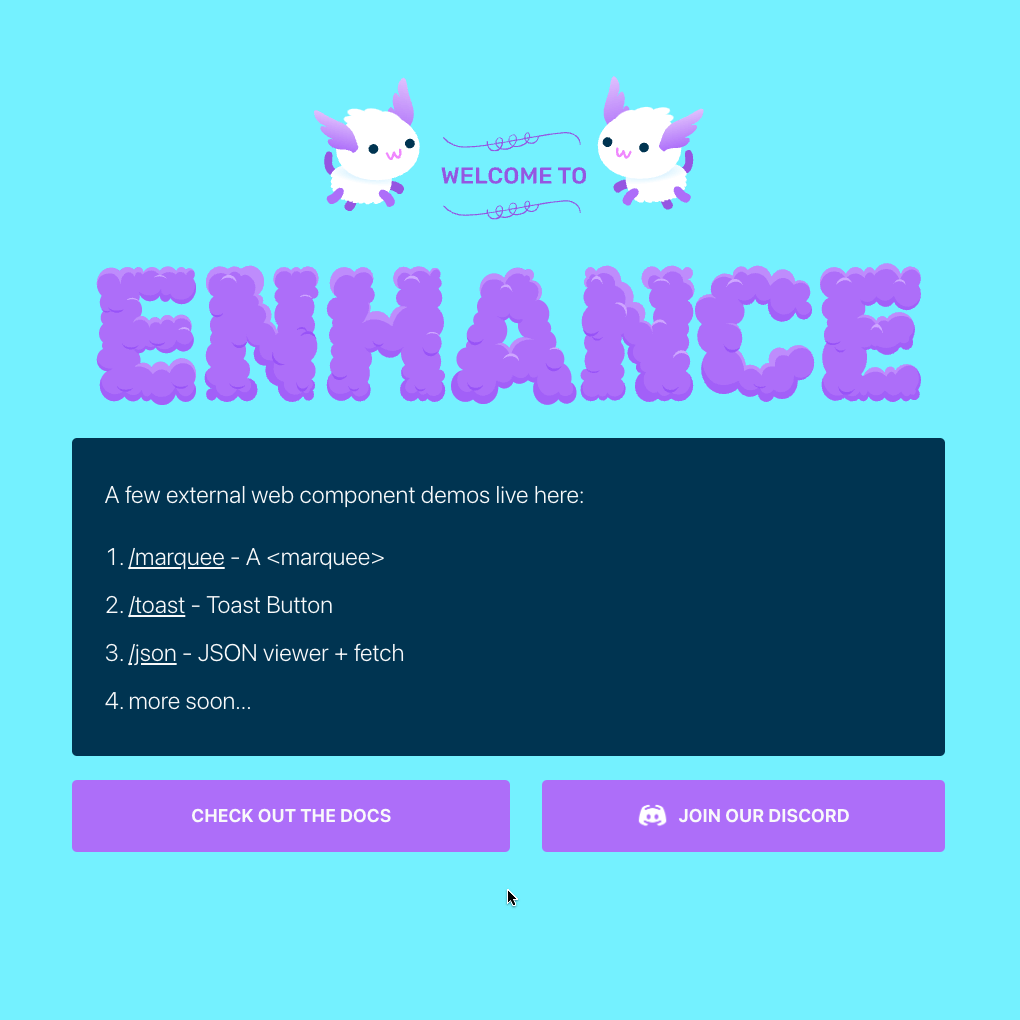 WELCOME TO
ENHANCE
A few external web component demos live here:
1. /marquee - A <marquee>
2. /toast - Toast Button
3. /json - JSON viewer + fetch
4. more soon...
CHECK OUT THE DOCS
JOIN OUR DISCORD